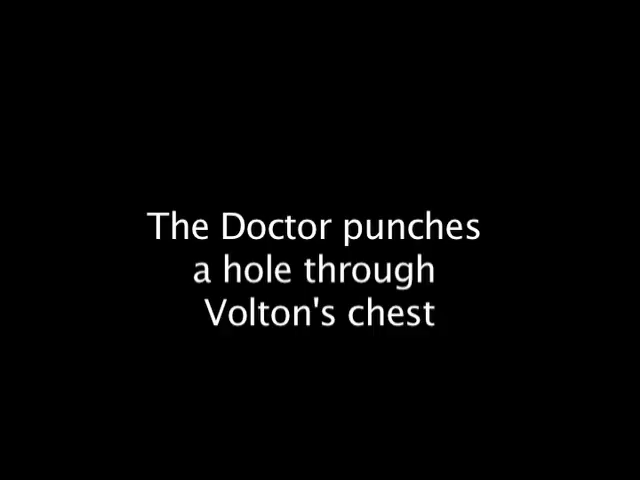 The Doctor punches
a hole through
Volton's chest